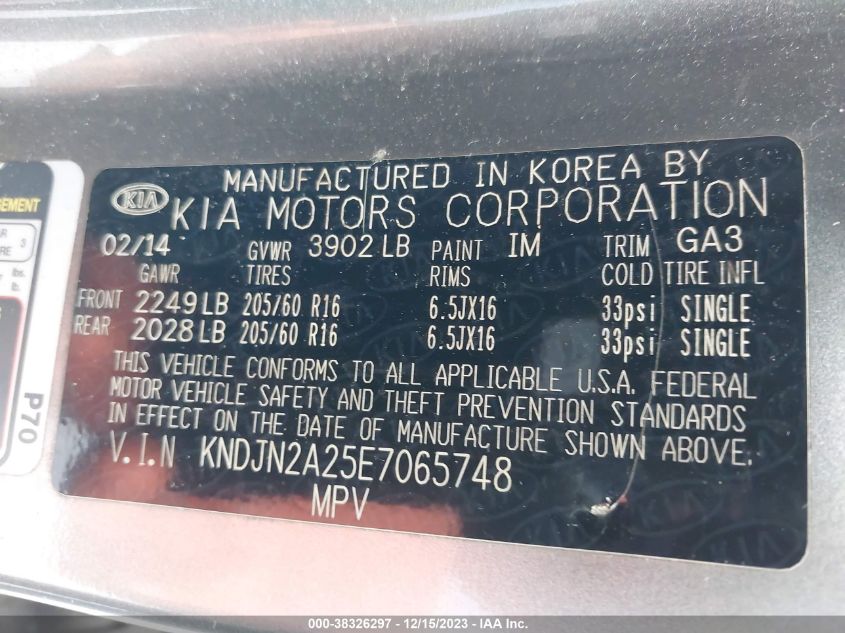 MANUFACTURED IN KOREA BY
KIA KIA MOTORS CORPORATION
02/14 GVWR 3902 LB PAINT IM TRIM GA3
GAWR TIRES RIMS COLD TIRE INFL
FRONT 2249 LB 205/60 R16 6.5JX16 33psi SINGLE
REAR 2028 LB 205/60 R16 6.5JX16 33psi SINGLE
THIS VEHICLE CONFORMS TO ALL APPLICABLE U.S.A. FEDERAL
MOTOR VEHICLE SAFETY AND THEFT PREVENTION STANDARDS
IN EFFECT ON THE DATE OF MANUFACTURE SHOWN ABOVE.
V.I.N KNDJN2A25E7065748
MPV
P70
000-38326297 - 12/15/2023 - IAA Inc.